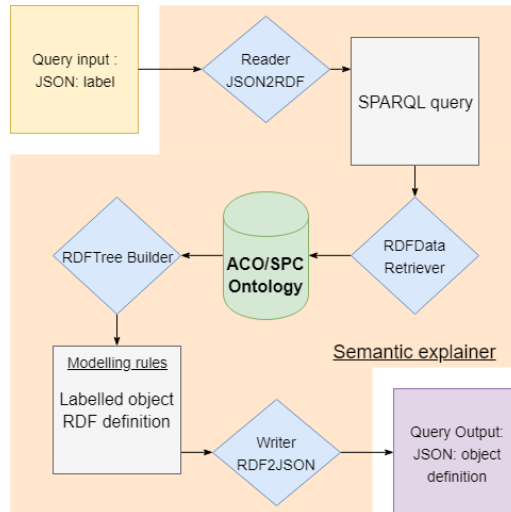 Query input :
JSON: label
Reader
JSON2RDF
SPARQL query
RDFData
Retriever
ACO/SPC
Ontology
RDFTree Builder
Semantic explainer
Modelling rules
Labelled object
RDF definition
Writer
RDF2JSON
Query Output:
JSON: object
definition